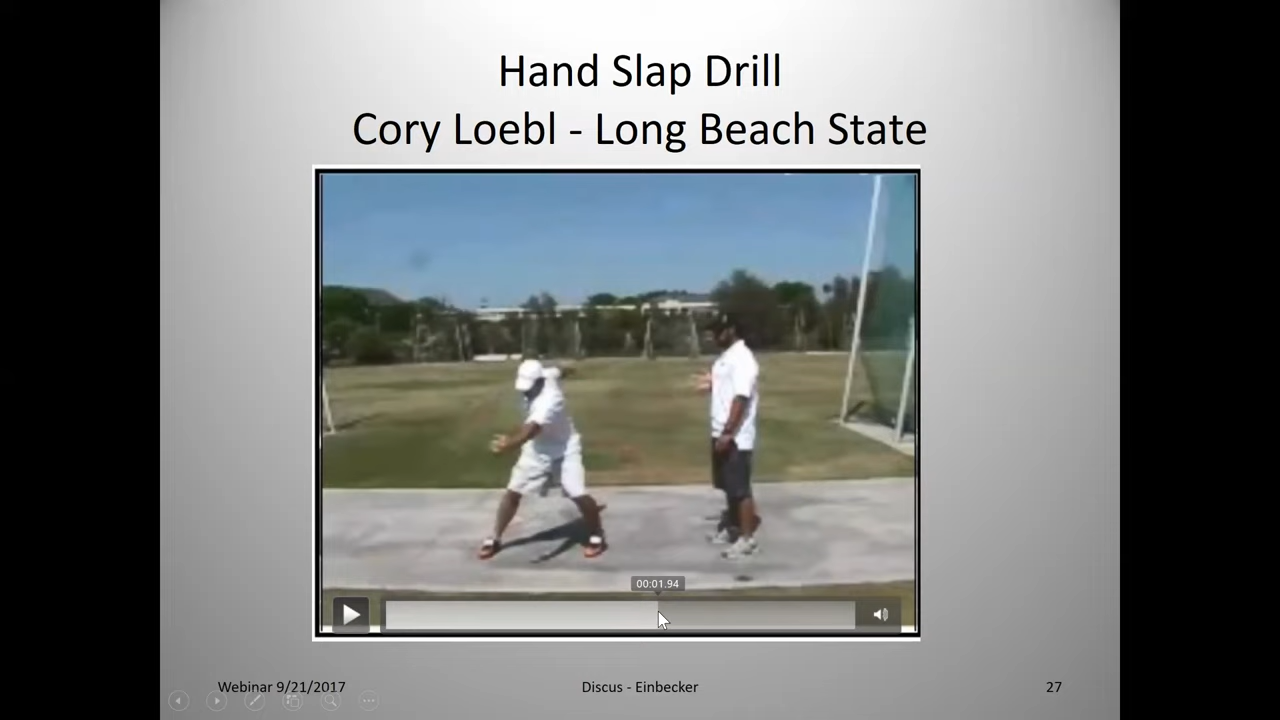 Hand Slap Drill
Cory Loebl - Long Beach State
00:01.94
Webinar 9/21/2017
Discus - Einbecker
27